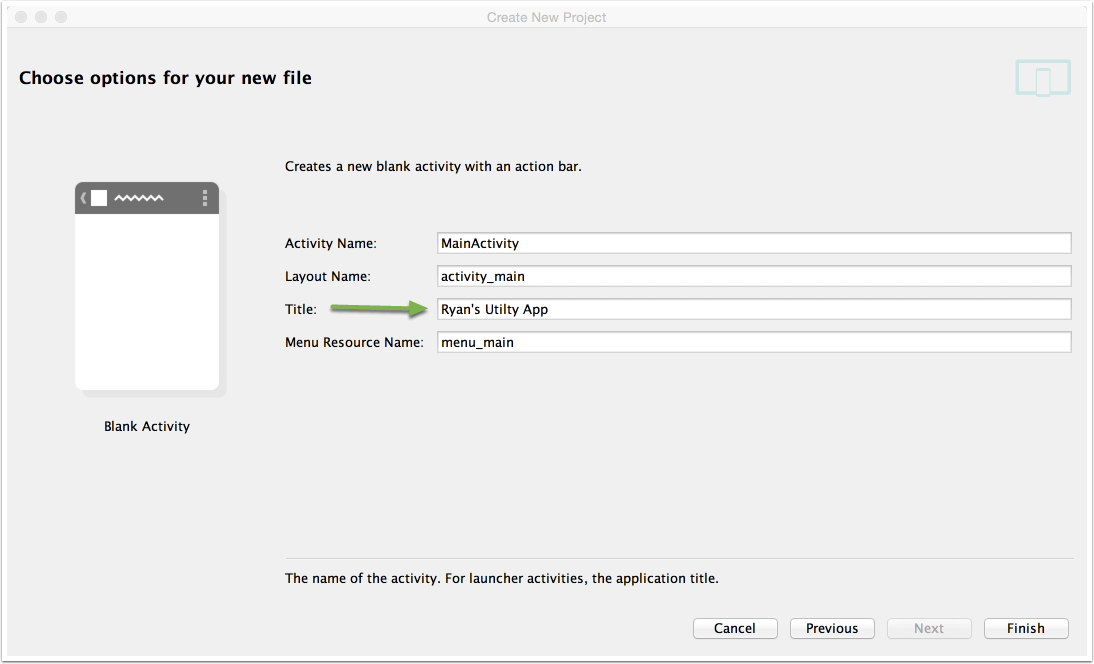 Create New Project
Choose options for your new file
Creates a new blank activity with an action bar.
Activity Name: MainActivity
Layout Name: activity_main
Title: Ryan's Utilty App
Menu Resource Name: menu_main
Blank Activity
The name of the activity. For launcher activities, the application title.
Cancel Previous Next Finish